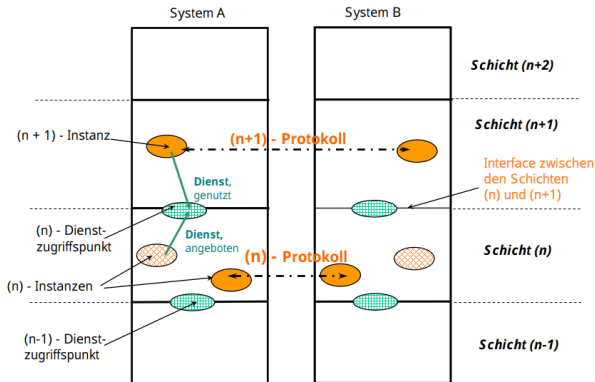 System A
System B
Schicht (n+2)
(n + 1) - Instanz
(n+1) - Protokoll
Schicht (n+1)
Interface zwischen
den Schichten
(n) und (n+1)
Dienst,
genutzt
(n) - Dienst-
zugriffspunkt
Dienst,
angeboten
(n) - Protokoll
Schicht (n)
(n) - Instanzen
(n-1) - Dienst-
zugriffspunkt
Schicht (n-1)